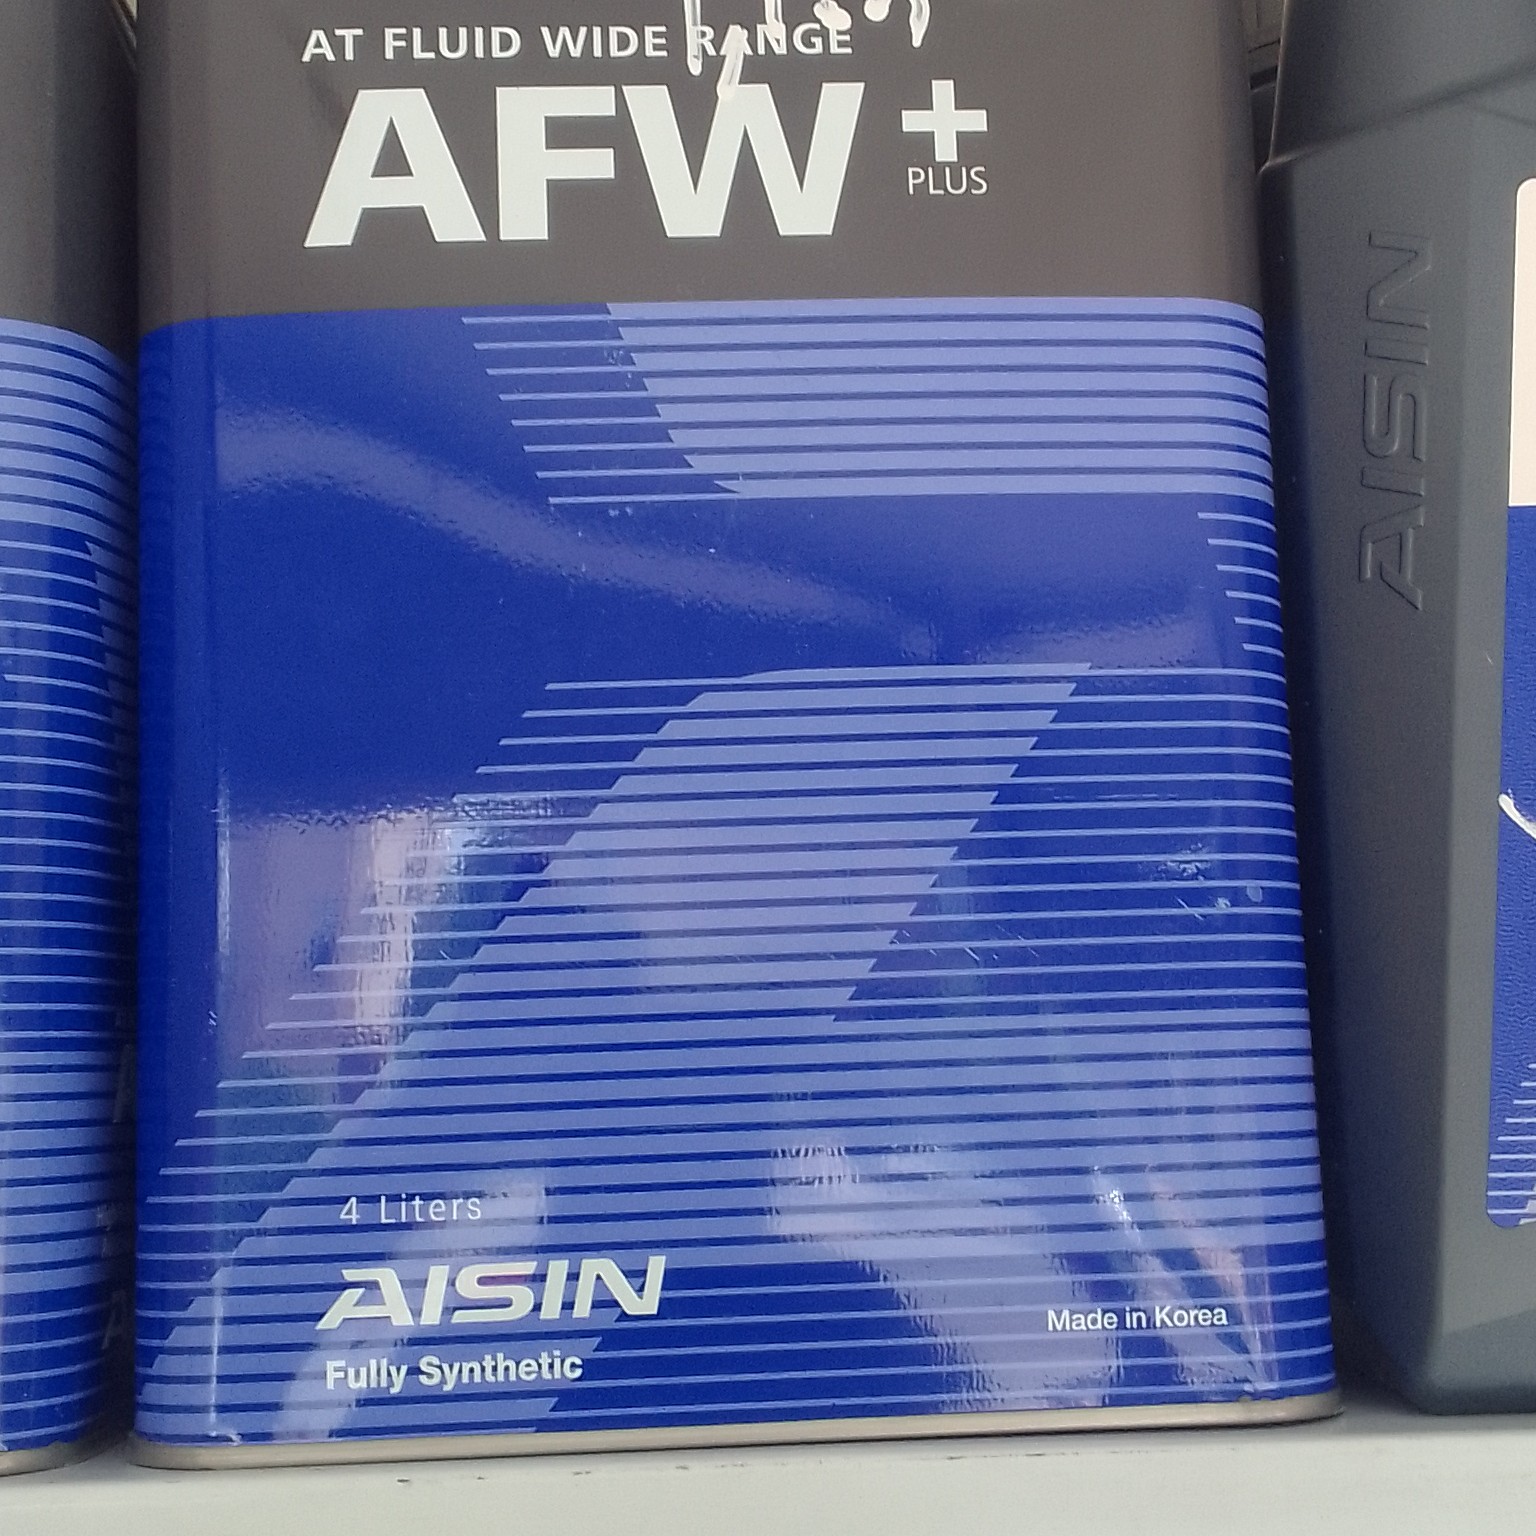 AT FLUID WIDE RANGE
AFW+
PLUS
AISIN
4 Liters
AISIN
Made in Korea
Fully Synthetic